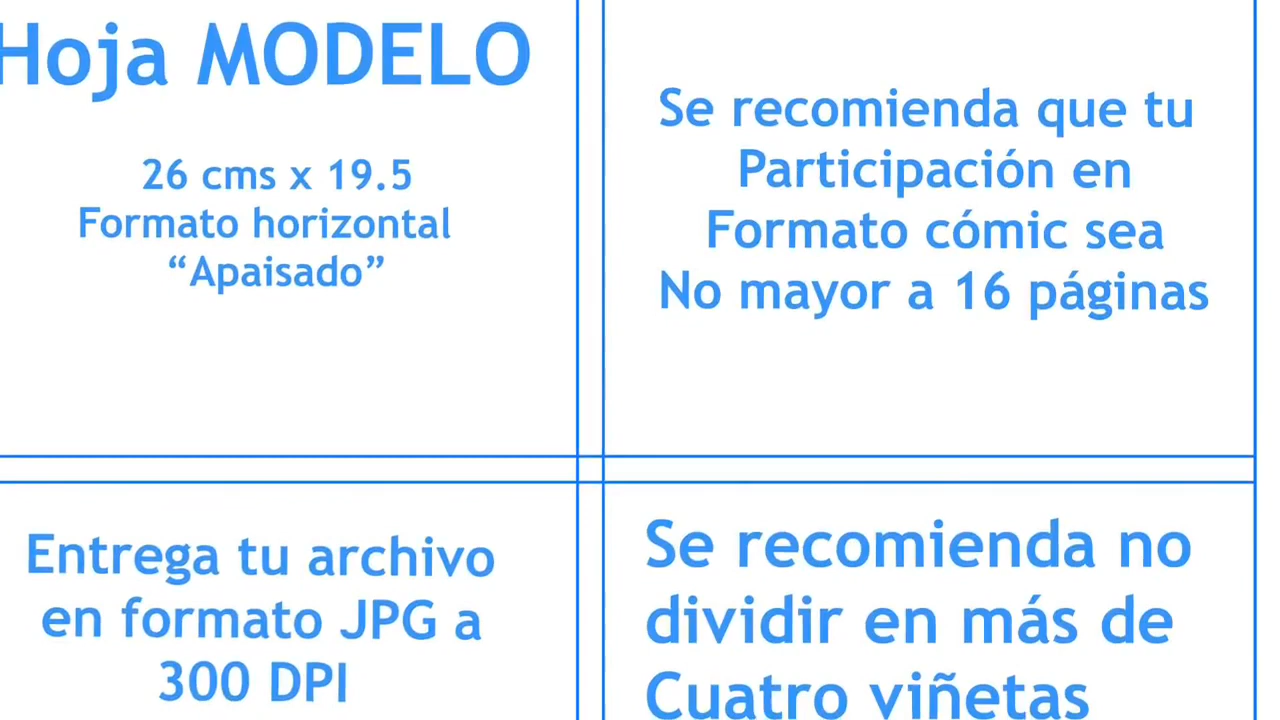 Hoja MODELO
26 cms x 19.5
Formato horizontal
“Apaisado”
Se recomienda que tu
Participación en
Formato cómic sea
No mayor a 16 páginas
Entrega tu archivo
en formato JPG a
300 DPI
Se recomienda no
dividir en más de
Cuatro viñetas